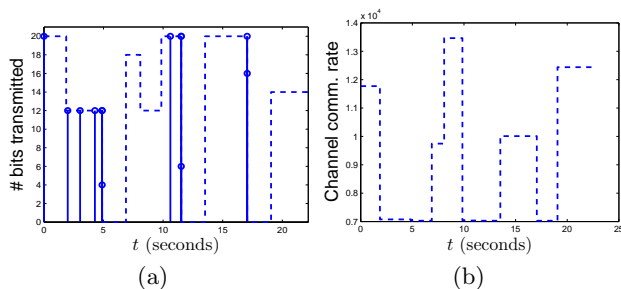 # bits transmitted
20
18
16
14
12
10
8
6
4
2
0
0 5 10 15 20
t (seconds)
(a)
x 10⁴
Channel comm. rate
1.4
1.3
1.2
1.1
1
0.9
0.8
0.7
0 5 10 15 20 25
t (seconds)
(b)